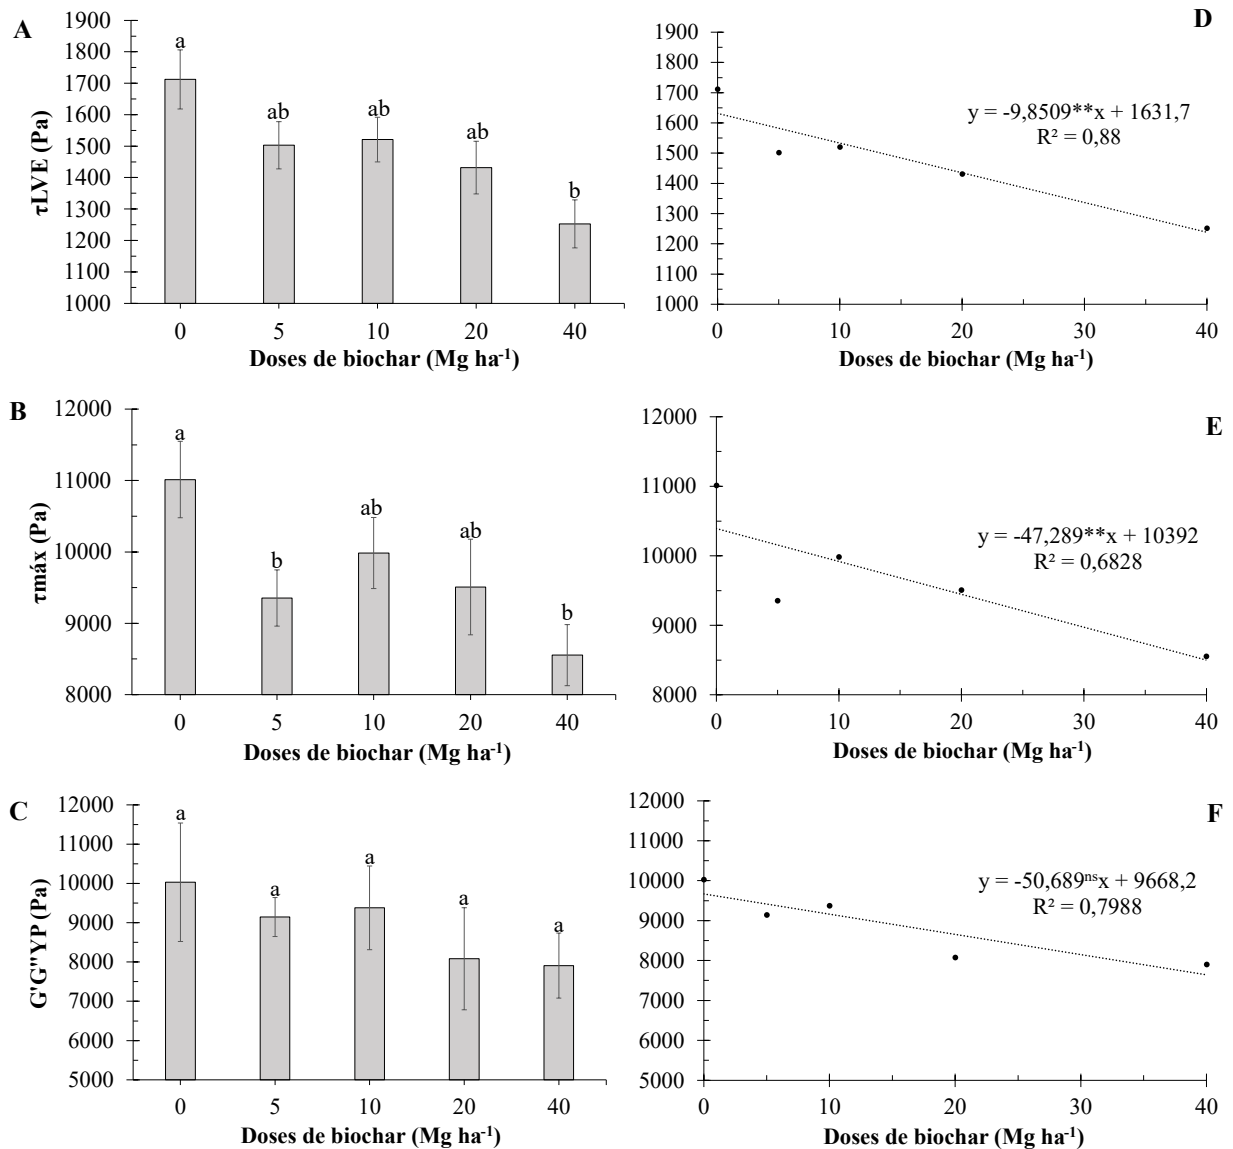 A
τLVE (Pa)
1900
1800
1700
1600
1500
1400
1300
1200
1100
1000
a
ab
ab
ab
b
0 5 10 20 40
Doses de biochar (Mg ha⁻¹)
D
1900
1800
1700
1600
1500
1400
1300
1200
1100
1000
y = -9,8509**x + 1631,7
R² = 0,88
0 10 20 30 40
Doses de biochar (Mg ha⁻¹)
B
τmáx (Pa)
12000
11000
10000
9000
8000
a
b
ab
ab
b
0 5 10 20 40
Doses de biochar (Mg ha⁻¹)
E
12000
11000
10000
9000
8000
y = -47,289**x + 10392
R² = 0,6828
0 10 20 30 40
Doses de biochar (Mg ha⁻¹)
C
G'G"YP (Pa)
12000
11000
10000
9000
8000
7000
6000
5000
a
a
a
a
a
0 5 10 20 40
Doses de biochar (Mg ha⁻¹)
F
12000
11000
10000
9000
8000
7000
6000
5000
y = -50,689ⁿˢx + 9668,2
R² = 0,7988
0 10 20 30 40
Doses de biochar (Mg ha⁻¹)